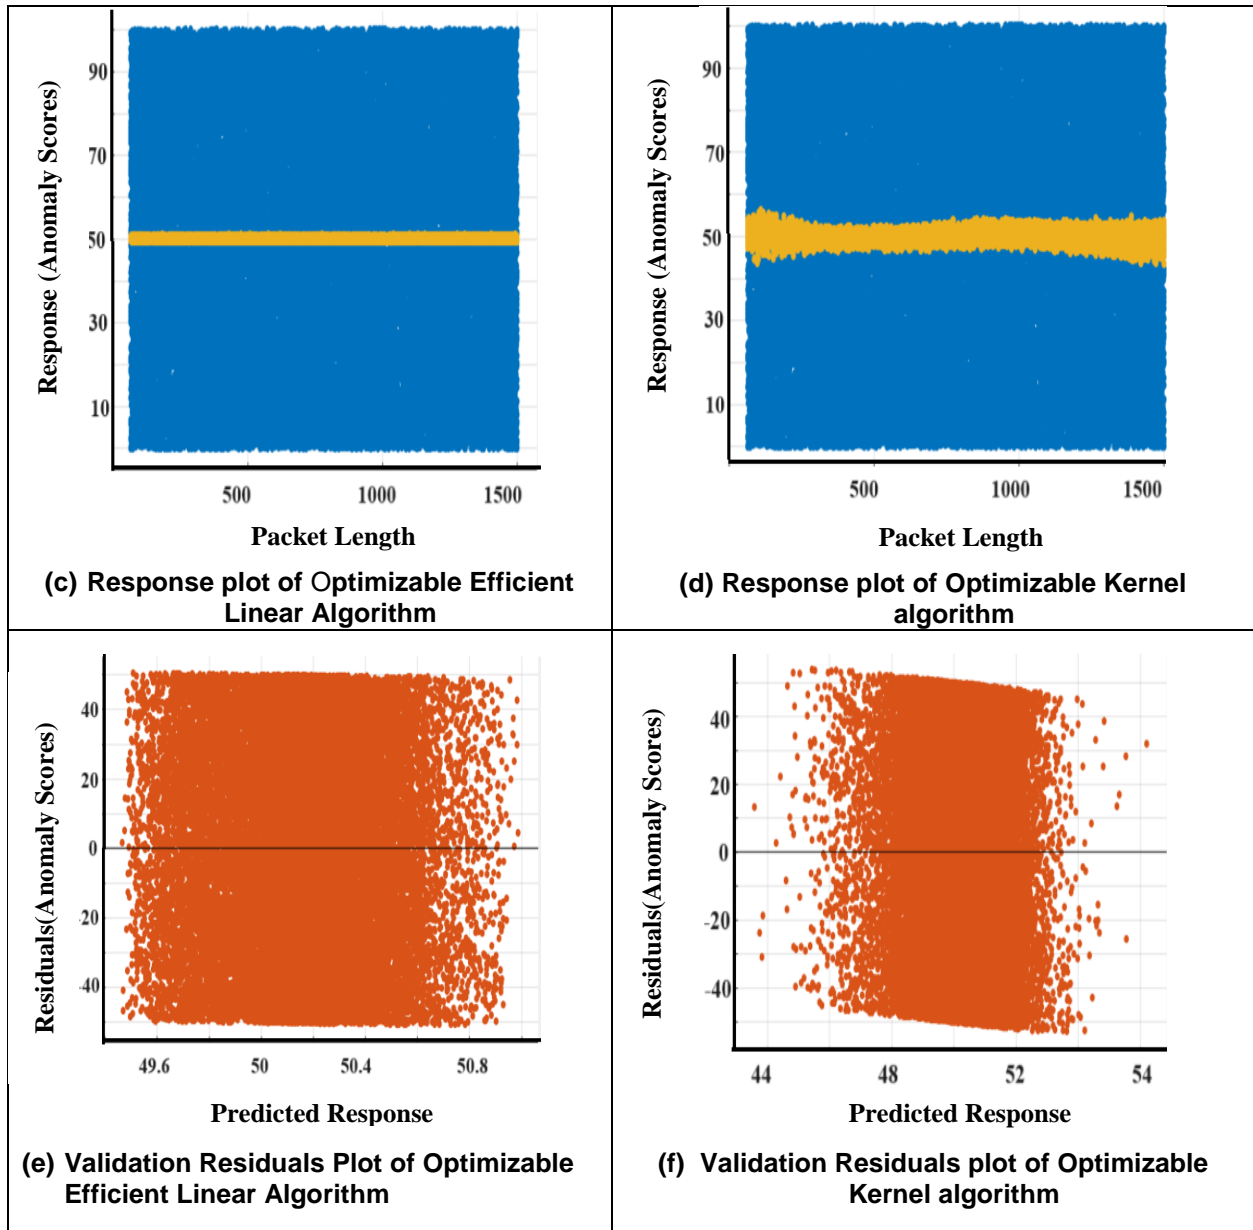 Response (Anomaly Scores)
90
70
50
30
10
500 1000 1500
Packet Length
(c) Response plot of Optimizable Efficient
Linear Algorithm
Response (Anomaly Scores)
90
70
50
30
10
500 1000 1500
Packet Length
(d) Response plot of Optimizable Kernel
algorithm
Residuals(Anomaly Scores)
40
20
0
-20
-40
49.6 50 50.4 50.8
Predicted Response
(e) Validation Residuals Plot of Optimizable
Efficient Linear Algorithm
Residuals(Anomaly Scores)
40
20
0
-20
-40
44 48 52 54
Predicted Response
(f) Validation Residuals plot of Optimizable
Kernel algorithm